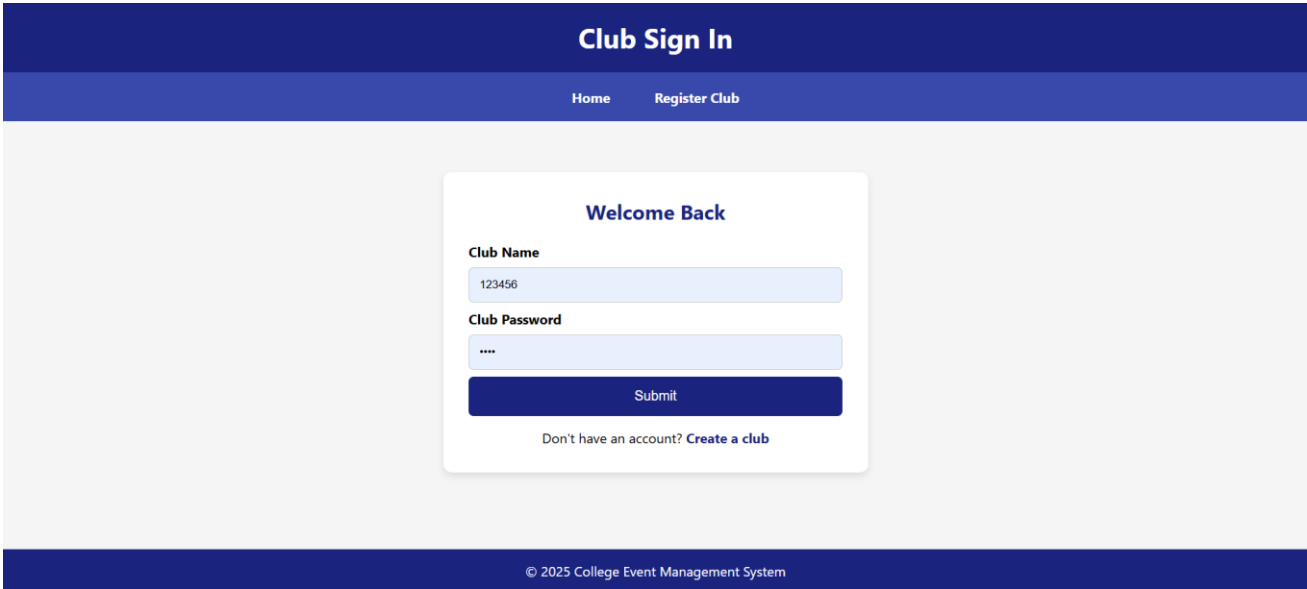 Club Sign In
Home Register Club
Welcome Back
Club Name
123456
Club Password
••••
Submit
Don't have an account? Create a club
© 2025 College Event Management System